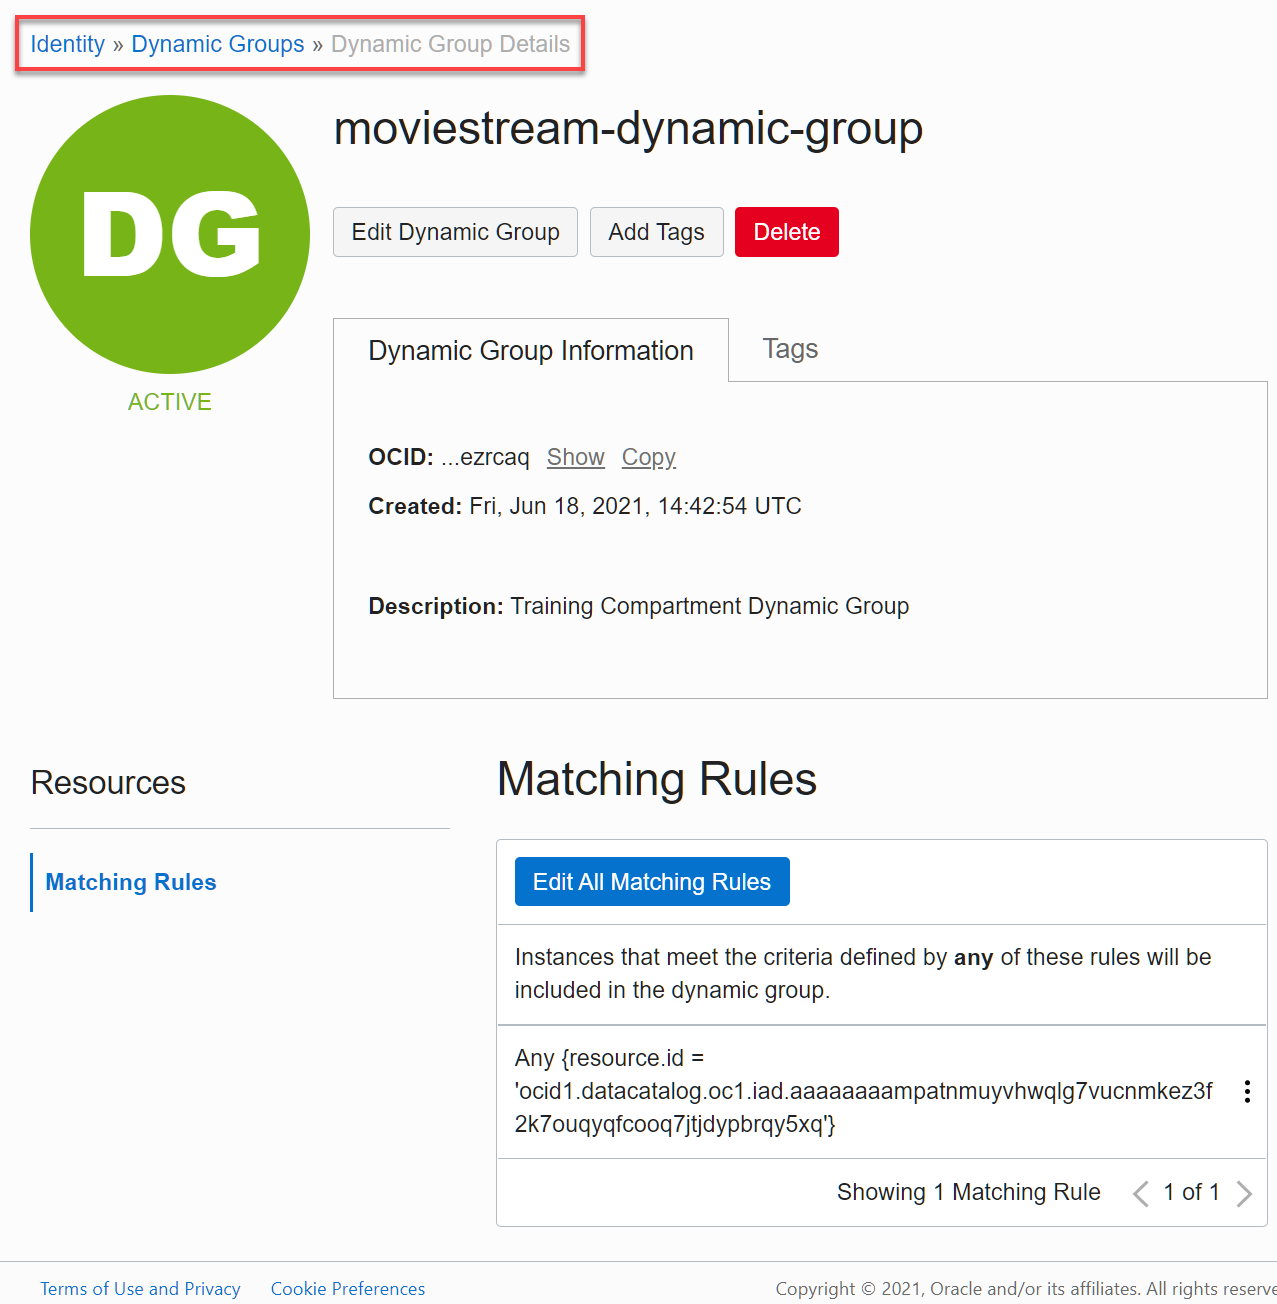 Identity » Dynamic Groups » Dynamic Group Details
DG
ACTIVE
moviestream-dynamic-group
Edit Dynamic Group Add Tags Delete
Dynamic Group Information Tags
OCID: ...ezrcaq Show Copy
Created: Fri, Jun 18, 2021, 14:42:54 UTC
Description: Training Compartment Dynamic Group
Resources
Matching Rules
Matching Rules
Edit All Matching Rules
Instances that meet the criteria defined by any of these rules will be
included in the dynamic group.
Any {resource.id =
'ocid1.datacatalog.oc1.iad.aaaaaaaampatnmuyvhwqlg7vucnmkez3f
2k7ouqyqfcooq7jtjdypbrqy5xq'}
Showing 1 Matching Rule 1 of 1
Terms of Use and Privacy Cookie Preferences Copyright © 2021, Oracle and/or its affiliates. All rights reserve